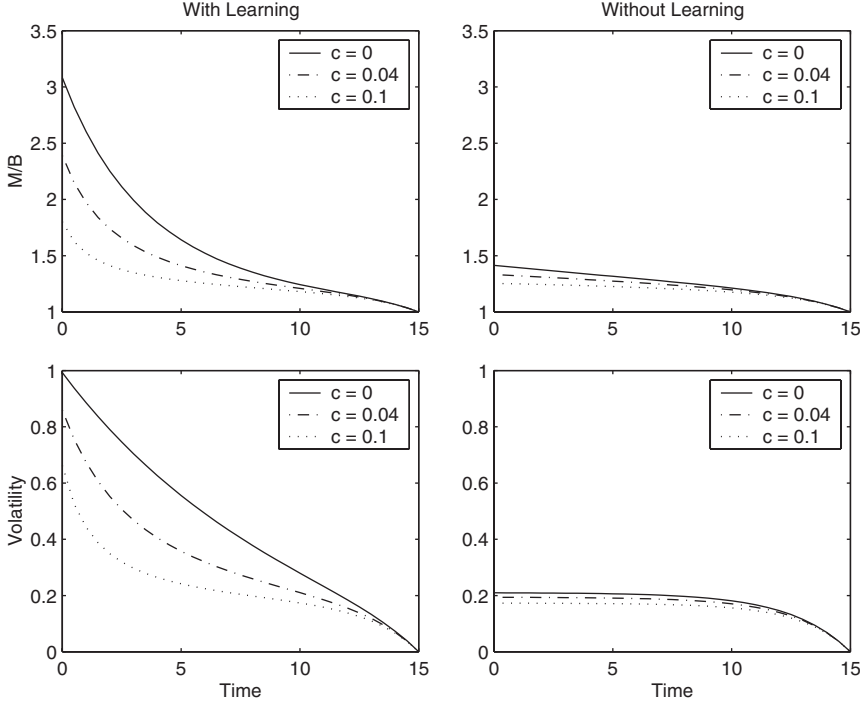 With Learning
3.5
3
2.5
2
1.5
1
M/B
0 5 10 15
c = 0
c = 0.04
c = 0.1
Without Learning
3.5
3
2.5
2
1.5
1
0 5 10 15
c = 0
c = 0.04
c = 0.1
1
0.8
0.6
0.4
0.2
0
Volatility
0 5 10 15
Time
c = 0
c = 0.04
c = 0.1
1
0.8
0.6
0.4
0.2
0
0 5 10 15
Time
c = 0
c = 0.04
c = 0.1